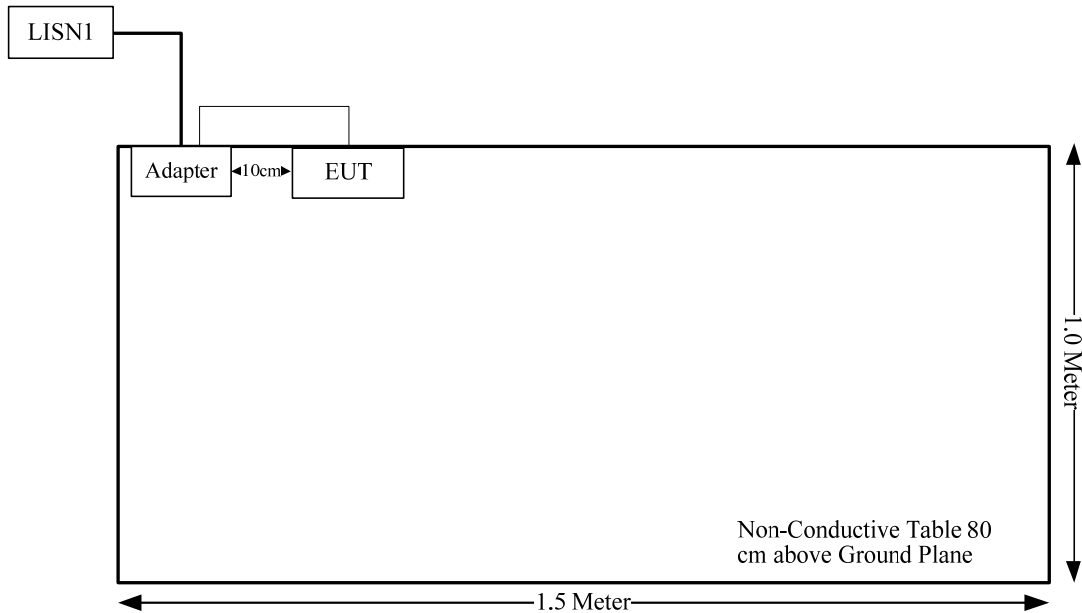 LISN1
Adapter
10cm
EUT
1.0 Meter
Non-Conductive Table 80
cm above Ground Plane
1.5 Meter